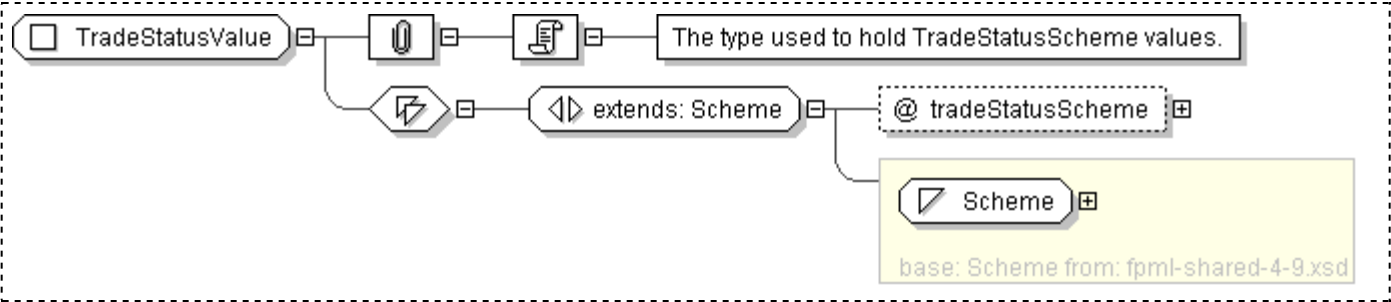 TradeStatusValue
The type used to hold TradeStatusScheme values.
extends: Scheme
@ tradeStatusScheme
Scheme
base: Scheme from: fpml-shared-4-9.xsd